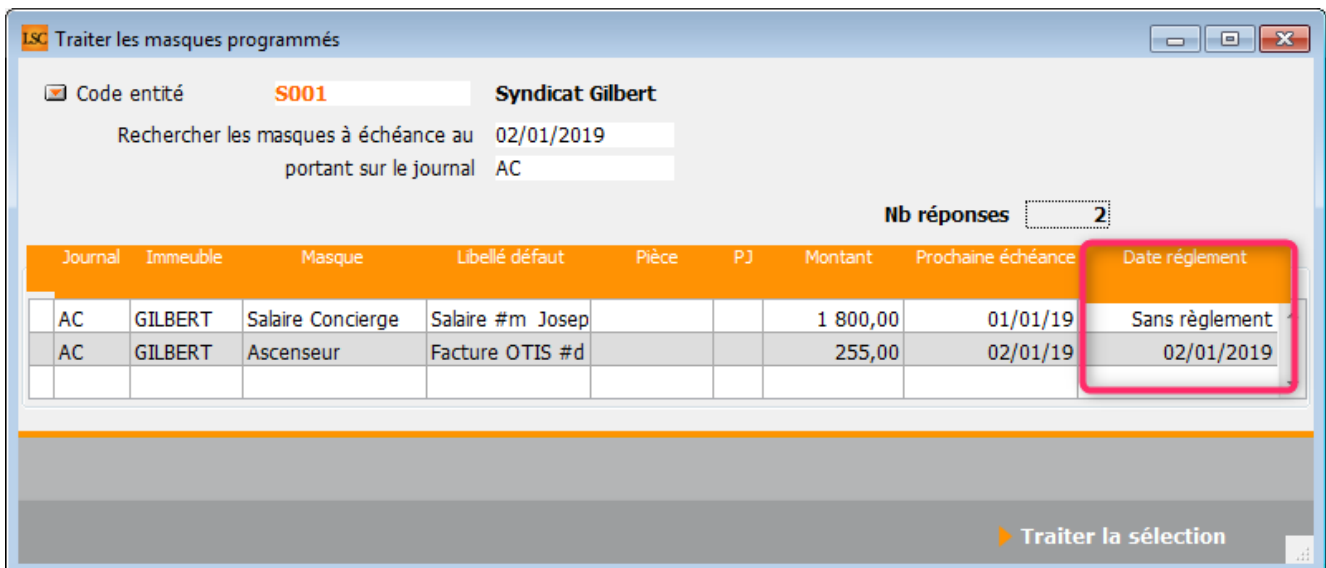 LSC Traiter les masques programmés
Code entité S001 Syndicat Gilbert
Rechercher les masques à échéance au 02/01/2019
portant sur le journal AC
Nb réponses 2
Journal Immeuble Masque Libellé défaut Pièce PJ Montant Prochaine échéance Date réglement
AC GILBERT Salaire Concierge Salaire #m Josep 1 800,00 01/01/19 Sans règlement
AC GILBERT Ascenseur Facture OTIS #d 255,00 02/01/19 02/01/2019
Traiter la sélection